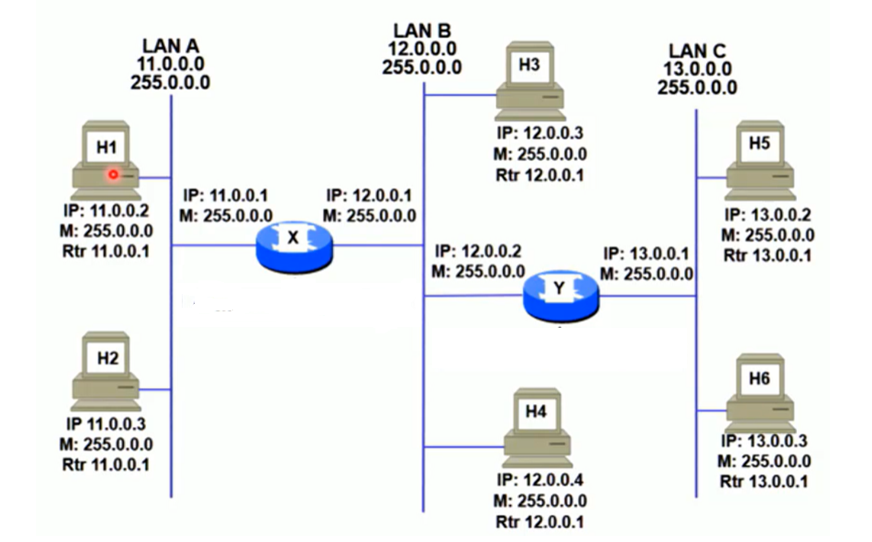 LAN A
11.0.0.0
255.0.0.0
LAN B
12.0.0.0
255.0.0.0
LAN C
13.0.0.0
255.0.0.0
H1
IP: 11.0.0.2
M: 255.0.0.0
Rtr 11.0.0.1
IP: 11.0.0.1
M: 255.0.0.0
X
IP: 12.0.0.1
M: 255.0.0.0
H3
IP: 12.0.0.3
M: 255.0.0.0
Rtr 12.0.0.1
H5
IP: 13.0.0.2
M: 255.0.0.0
Rtr 13.0.0.1
IP: 12.0.0.2
M: 255.0.0.0
Y
IP: 13.0.0.1
M: 255.0.0.0
H2
IP 11.0.0.3
M: 255.0.0.0
Rtr 11.0.0.1
H4
IP: 12.0.0.4
M: 255.0.0.0
Rtr 12.0.0.1
H6
IP: 13.0.0.3
M: 255.0.0.0
Rtr 13.0.0.1